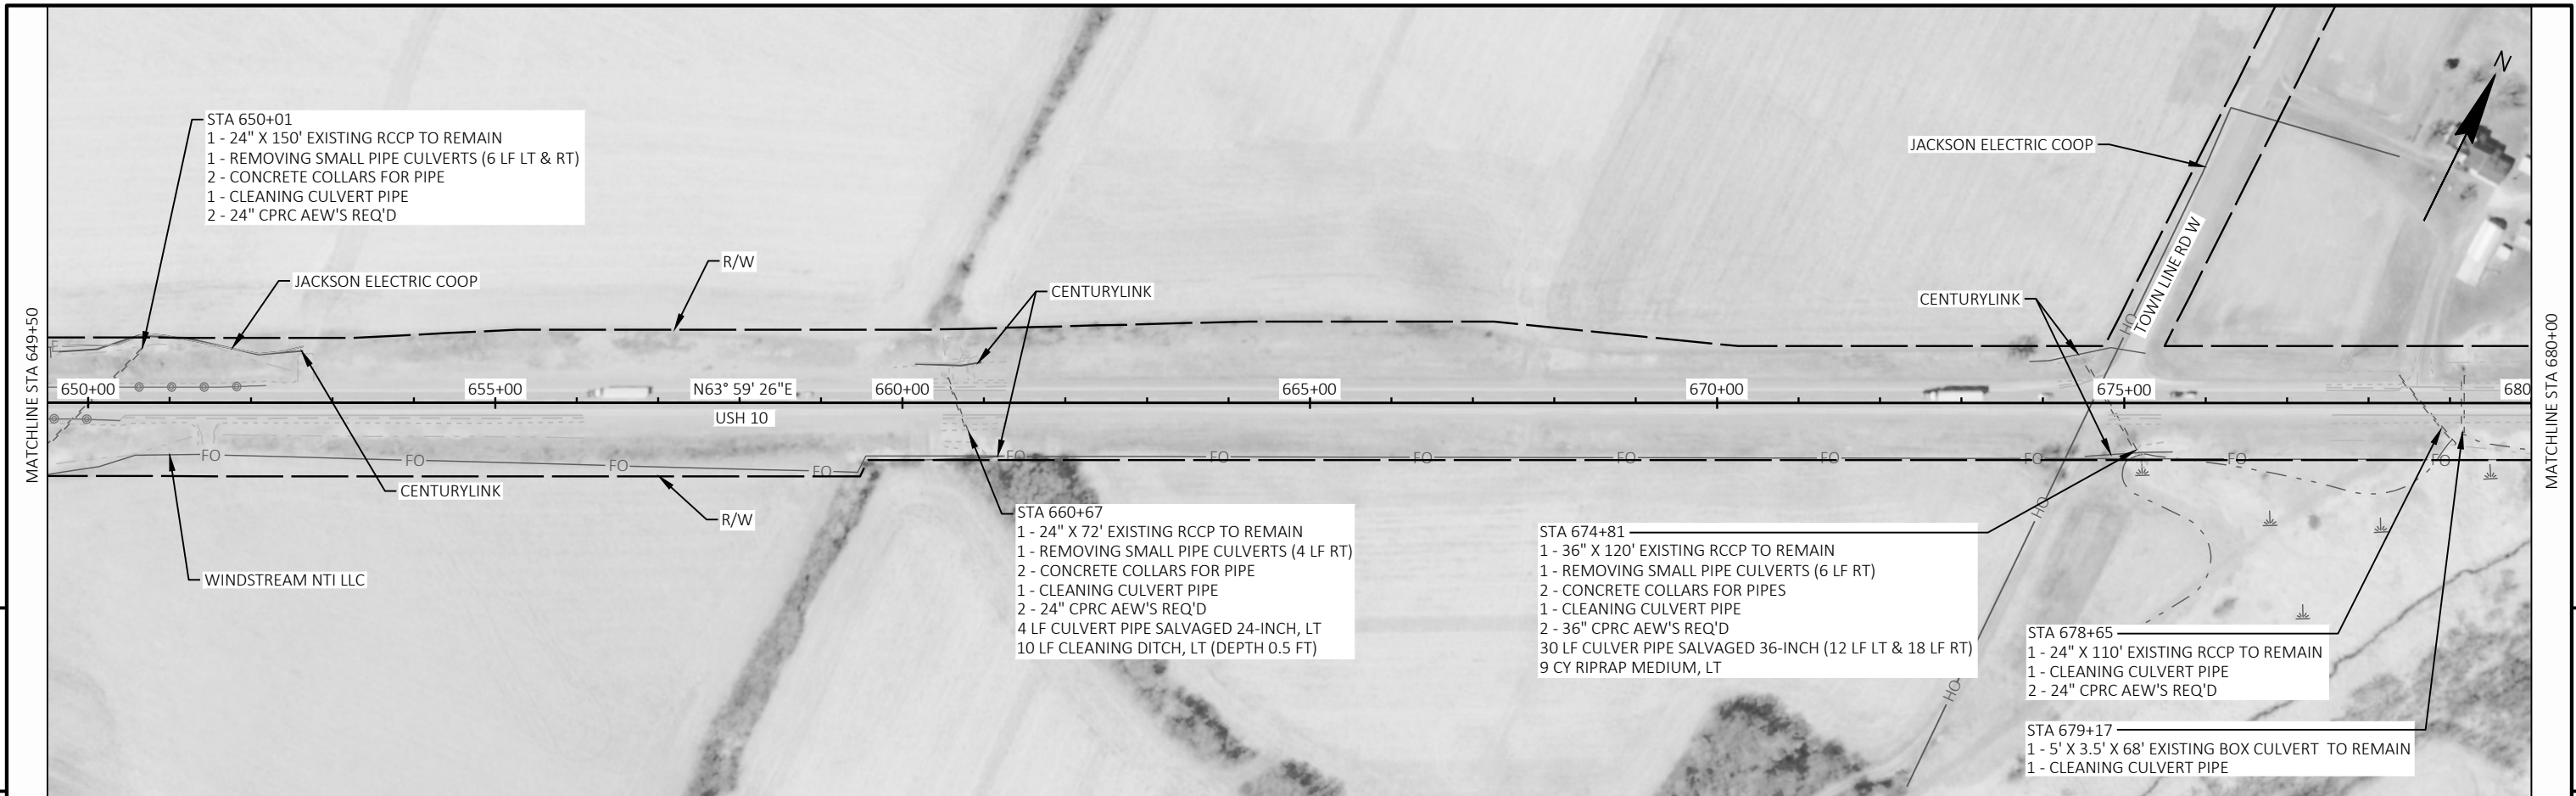 MATCHLINE STA 649+50
STA 650+01
1 - 24" X 150' EXISTING RCCP TO REMAIN
1 - REMOVING SMALL PIPE CULVERTS (6 LF LT & RT)
2 - CONCRETE COLLARS FOR PIPE
1 - CLEANING CULVERT PIPE
2 - 24" CPRC AEW'S REQ'D
JACKSON ELECTRIC COOP
R/W
CENTURYLINK
JACKSON ELECTRIC COOP
CENTURYLINK
TOWN LINE RD W
HO
N
E
650+00
655+00
N63° 59' 26"E
660+00
665+00
670+00
675+00
680
USH 10
FO
FO
FO
FO
FO
FO
FO
FO
FO
FO
FO
FO
CENTURYLINK
R/W
WINDSTREAM NTI LLC
STA 660+67
1 - 24" X 72' EXISTING RCCP TO REMAIN
1 - REMOVING SMALL PIPE CULVERTS (4 LF RT)
2 - CONCRETE COLLARS FOR PIPE
1 - CLEANING CULVERT PIPE
2 - 24" CPRC AEW'S REQ'D
4 LF CULVERT PIPE SALVAGED 24-INCH, LT
10 LF CLEANING DITCH, LT (DEPTH 0.5 FT)
HO
STA 674+81
1 - 36" X 120' EXISTING RCCP TO REMAIN
1 - REMOVING SMALL PIPE CULVERTS (6 LF RT)
2 - CONCRETE COLLARS FOR PIPES
1 - CLEANING CULVERT PIPE
2 - 36" CPRC AEW'S REQ'D
30 LF CULVER PIPE SALVAGED 36-INCH (12 LF LT & 18 LF RT)
9 CY RIPRAP MEDIUM, LT
HO
STA 678+65
1 - 24" X 110' EXISTING RCCP TO REMAIN
1 - CLEANING CULVERT PIPE
2 - 24" CPRC AEW'S REQ'D
STA 679+17
1 - 5' X 3.5' X 68' EXISTING BOX CULVERT TO REMAIN
1 - CLEANING CULVERT PIPE
MATCHLINE STA 680+00